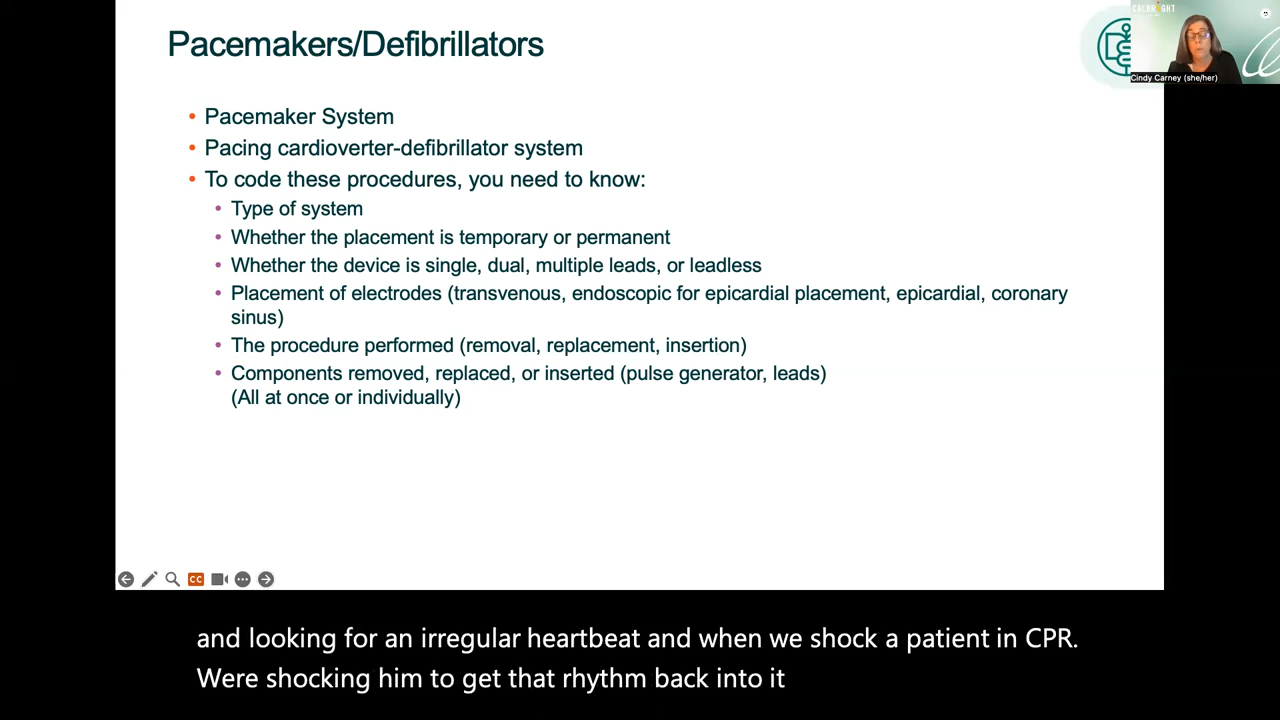 Pacemakers/Defibrillators
CALBRIGHT
Cindy Carney (she/her)
• Pacemaker System
• Pacing cardioverter-defibrillator system
• To code these procedures, you need to know:
• Type of system
• Whether the placement is temporary or permanent
• Whether the device is single, dual, multiple leads, or leadless
• Placement of electrodes (transvenous, endoscopic for epicardial placement, epicardial, coronary
sinus)
• The procedure performed (removal, replacement, insertion)
• Components removed, replaced, or inserted (pulse generator, leads)
(All at once or individually)
CC
and looking for an irregular heartbeat and when we shock a patient in CPR.
Were shocking him to get that rhythm back into it